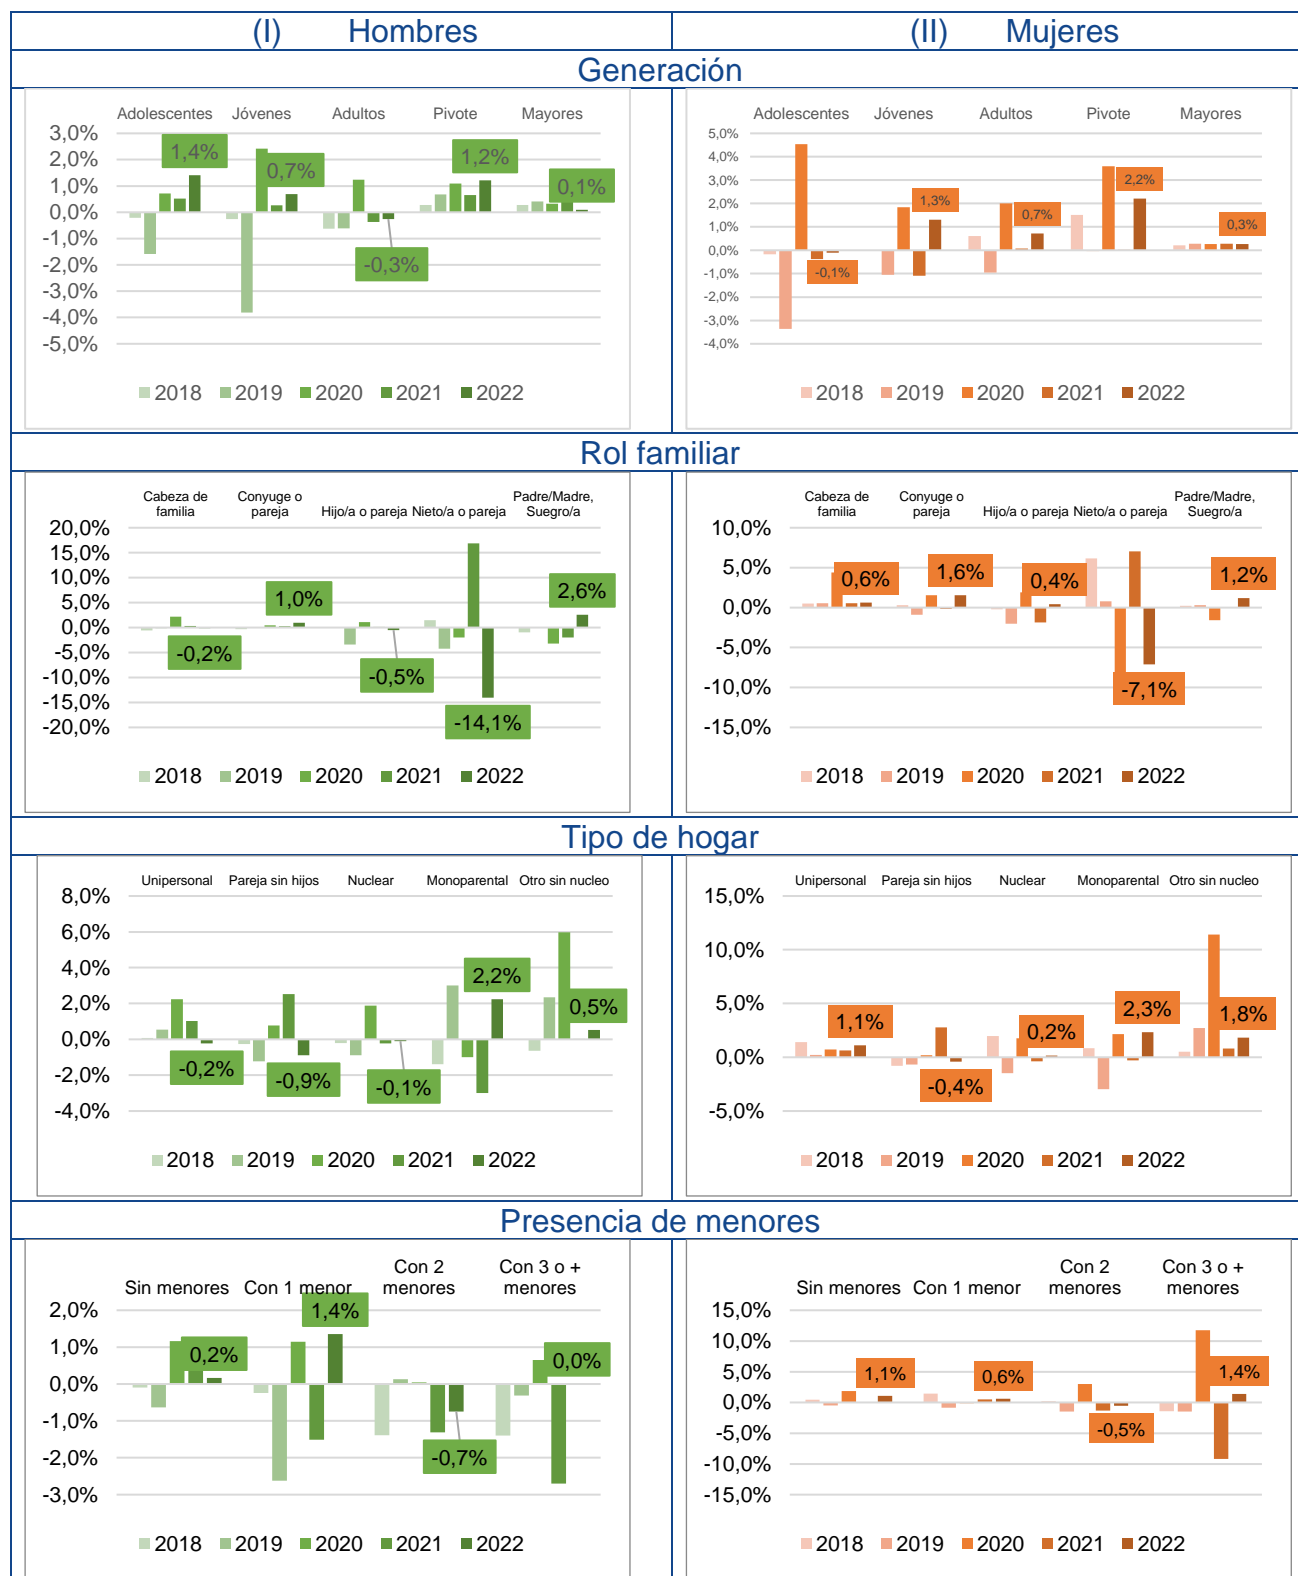 (I) Hombres
(II) Mujeres
Generación
Adolescentes Jóvenes Adultos Pivote Mayores
3,0%
2,0%
1,0%
0,0%
-1,0%
-2,0%
-3,0%
-4,0%
-5,0%
1,4%
0,7%
-0,3%
1,2%
0,1%
2018 2019 2020 2021 2022
Adolescentes Jóvenes Adultos Pivote Mayores
5,0%
4,0%
3,0%
2,0%
1,0%
0,0%
-1,0%
-2,0%
-3,0%
-4,0%
-0,1%
1,3%
0,7%
2,2%
0,3%
2018 2019 2020 2021 2022
Rol familiar
Cabeza de familia
Conyuge o pareja
Hijo/a o pareja
Nieto/a o pareja
Padre/Madre, Suegro/a
20,0%
15,0%
10,0%
5,0%
0,0%
-5,0%
-10,0%
-15,0%
-20,0%
-0,2%
1,0%
-0,5%
-14,1%
2,6%
2018 2019 2020 2021 2022
Cabeza de familia
Conyuge o pareja
Hijo/a o pareja
Nieto/a o pareja
Padre/Madre, Suegro/a
10,0%
5,0%
0,0%
-5,0%
-10,0%
-15,0%
0,6%
1,6%
0,4%
-7,1%
1,2%
2018 2019 2020 2021 2022
Tipo de hogar
Unipersonal Pareja sin hijos Nuclear Monoparental Otro sin nucleo
8,0%
6,0%
4,0%
2,0%
0,0%
-2,0%
-4,0%
-0,2%
-0,9%
-0,1%
2,2%
0,5%
2018 2019 2020 2021 2022
Unipersonal Pareja sin hijos Nuclear Monoparental Otro sin nucleo
15,0%
10,0%
5,0%
0,0%
-5,0%
1,1%
-0,4%
0,2%
2,3%
1,8%
2018 2019 2020 2021 2022
Presencia de menores
Sin menores
Con 1 menor
Con 2 menores
Con 3 o + menores
2,0%
1,0%
0,0%
-1,0%
-2,0%
-3,0%
0,2%
1,4%
-0,7%
0,0%
2018 2019 2020 2021 2022
Sin menores
Con 1 menor
Con 2 menores
Con 3 o + menores
15,0%
10,0%
5,0%
0,0%
-5,0%
-10,0%
-15,0%
1,1%
0,6%
-0,5%
1,4%
2018 2019 2020 2021 2022